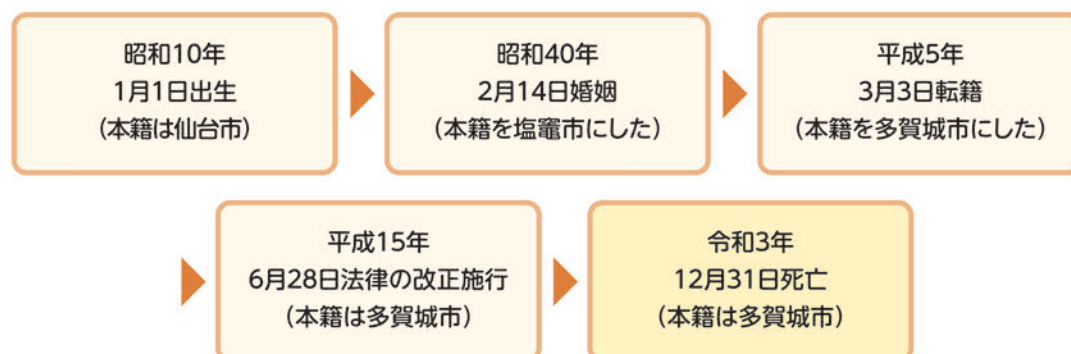 昭和10年
1月1日出生
（本籍は仙台市）
昭和40年
2月14日婚姻
（本籍を塩竈市にした）
平成5年
3月3日転籍
（本籍を多賀城市にした）
平成15年
6月28日法律の改正施行
（本籍は多賀城市）
令和3年
12月31日死亡
（本籍は多賀城市）